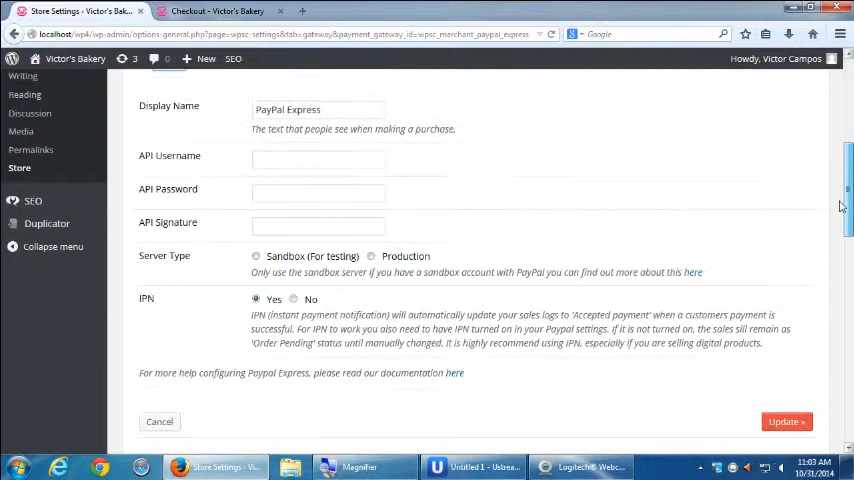 Store Settings ‹ Victor's Bak...
Checkout - Victor's Bakery
localhost/wp4/wp-admin/options-general.php?page=wpsc-settings&tab=gateway&payment_gateway_id=wpsc_merchant_paypal_express
Google
Victor's Bakery
3
New
SEO
Howdy, Victor Campos
Writing
Reading
Discussion
Media
Permalinks
Store
SEO
Duplicator
Collapse menu
Display Name
PayPal Express
The text that people see when making a purchase.
API Username
API Password
API Signature
Server Type
Sandbox (For testing)
Production
Only use the sandbox server if you have a sandbox account with PayPal you can find out more about this here
IPN
Yes
No
IPN (instant payment notification) will automatically update your sales logs to 'Accepted payment' when a customers payment is
successful. For IPN to work you also need to have IPN turned on in your Paypal settings. If it is not turned on, the sales sill remain as
'Order Pending' status until manually changed. It is highly recommend using IPN, especially if you are selling digital products.
For more help configuring Paypal Express, please read our documentation here
Cancel
Update »
Store Settings ‹ Vi...
Magnifier
Untitled 1 - Ustrea...
Logitech® Webc...
11:03 AM
10/31/2014